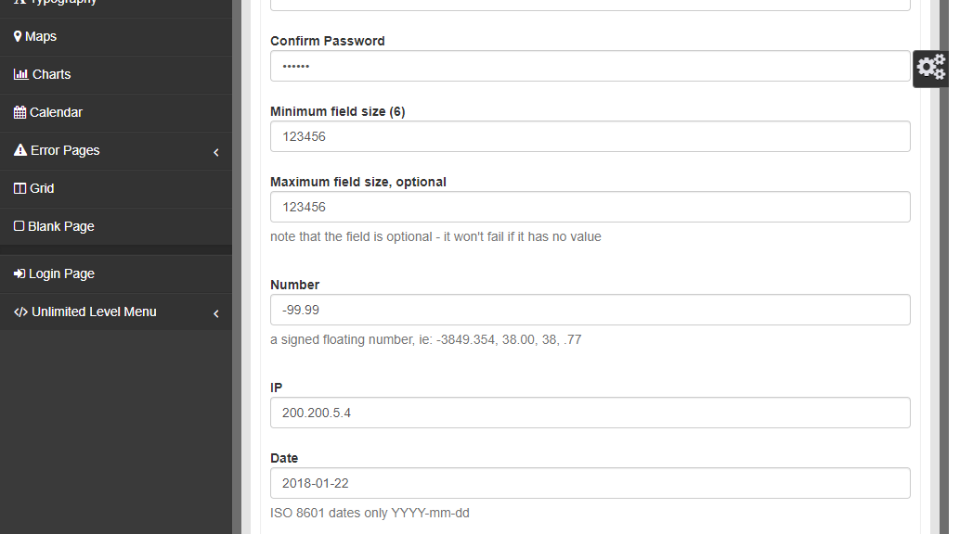 Typography
Maps
Charts
Calendar
Error Pages
Grid
Blank Page
Login Page
Unlimited Level Menu
Confirm Password
••••••
Minimum field size (6)
123456
Maximum field size, optional
123456
note that the field is optional - it won't fail if it has no value
Number
-99.99
a signed floating number, ie: -3849.354, 38.00, 38, .77
IP
200.200.5.4
Date
2018-01-22
ISO 8601 dates only YYYY-mm-dd